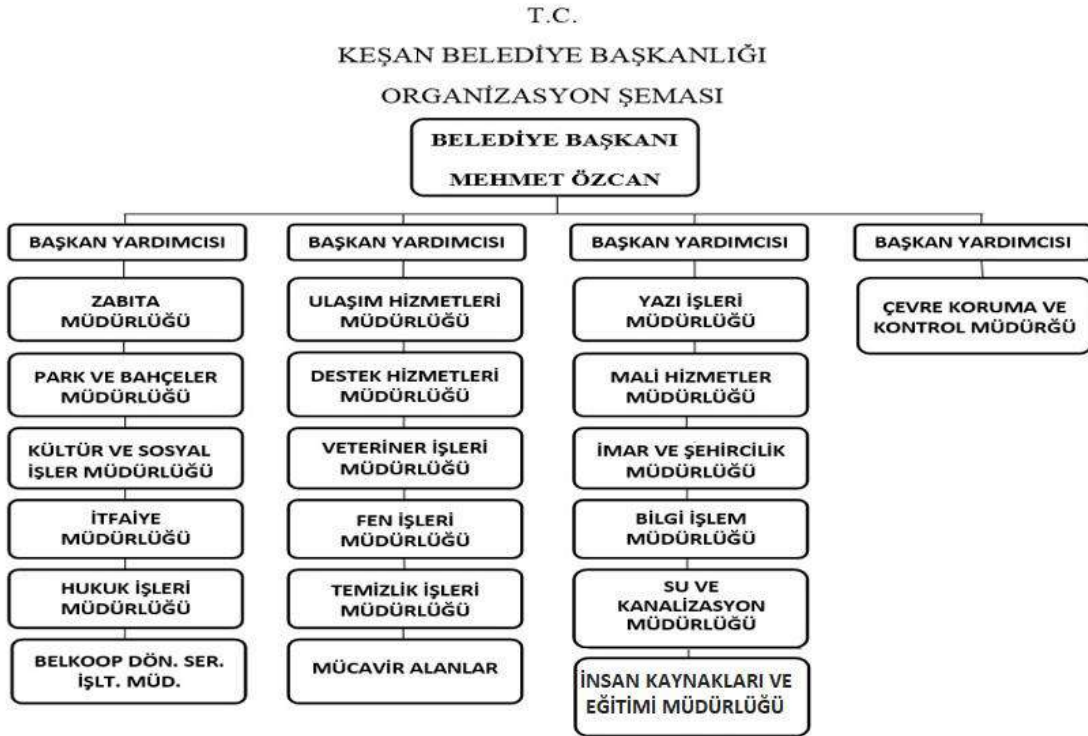 T.C.
KEŞAN BELEDİYE BAŞKANLIĞI
ORGANİZASYON ŞEMASI
BELEDİYE BAŞKANI
MEHMET ÖZCAN
BAŞKAN YARDIMCISI
ZABITA
MÜDÜRLÜĞÜ
PARK VE BAHÇELER
MÜDÜRLÜĞÜ
KÜLTÜR VE SOSYAL
İŞLER MÜDÜRLÜĞÜ
İTFAİYE
MÜDÜRLÜĞÜ
HUKUK İŞLERİ
MÜDÜRLÜĞÜ
BELKOOP DÖN. SER.
İŞLT. MÜD.
BAŞKAN YARDIMCISI
ULAŞIM HİZMETLERİ
MÜDÜRLÜĞÜ
DESTEK HİZMETLERİ
MÜDÜRLÜĞÜ
VETERİNER İŞLERİ
MÜDÜRLÜĞÜ
FEN İŞLERİ
MÜDÜRLÜĞÜ
TEMİZLİK İŞLERİ
MÜDÜRLÜĞÜ
MÜCAVİR ALANLAR
BAŞKAN YARDIMCISI
YAZI İŞLERİ
MÜDÜRLÜĞÜ
MALİ HİZMETLER
MÜDÜRLÜĞÜ
İMAR VE ŞEHİRCİLİK
MÜDÜRLÜĞÜ
BİLGİ İŞLEM
MÜDÜRLÜĞÜ
SU VE
KANALİZASYON
MÜDÜRLÜĞÜ
İNSAN KAYNAKLARI VE
EĞİTİMİ MÜDÜRLÜĞÜ
BAŞKAN YARDIMCISI
ÇEVRE KORUMA VE
KONTROL MÜDÜRĞÜ